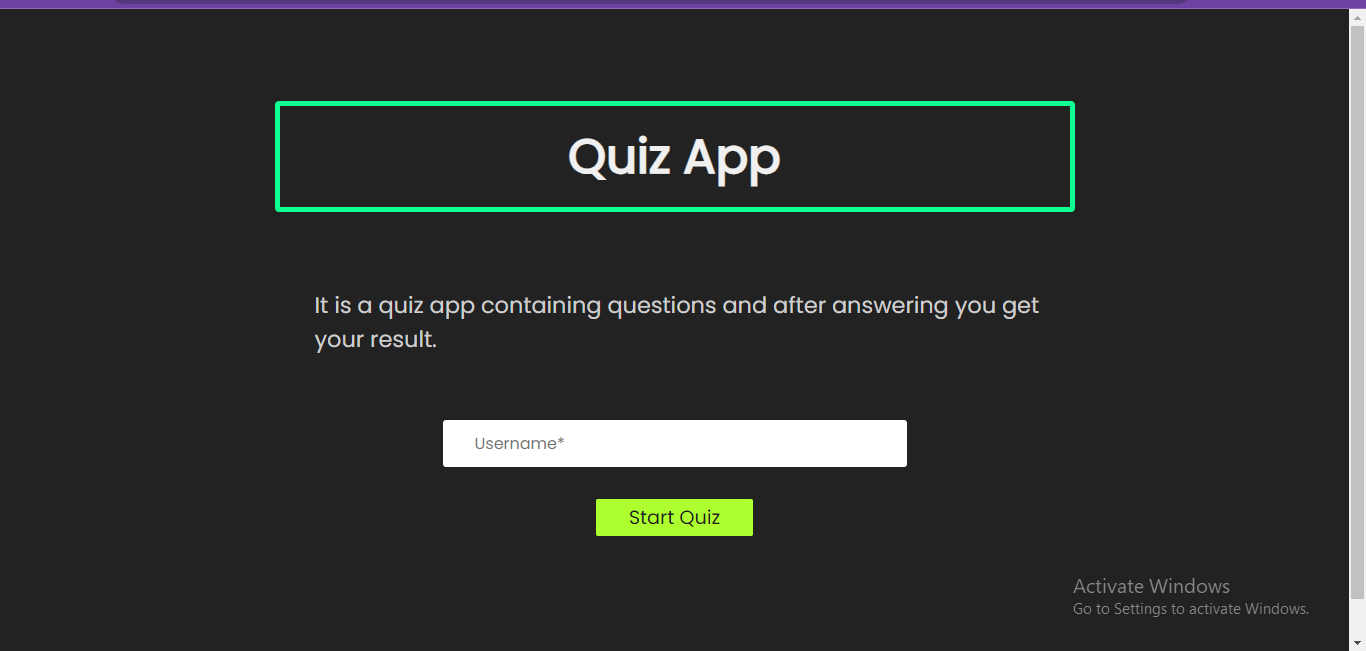 Quiz App
It is a quiz app containing questions and after answering you get
your result.
Username*
Start Quiz
Activate Windows
Go to Settings to activate Windows.